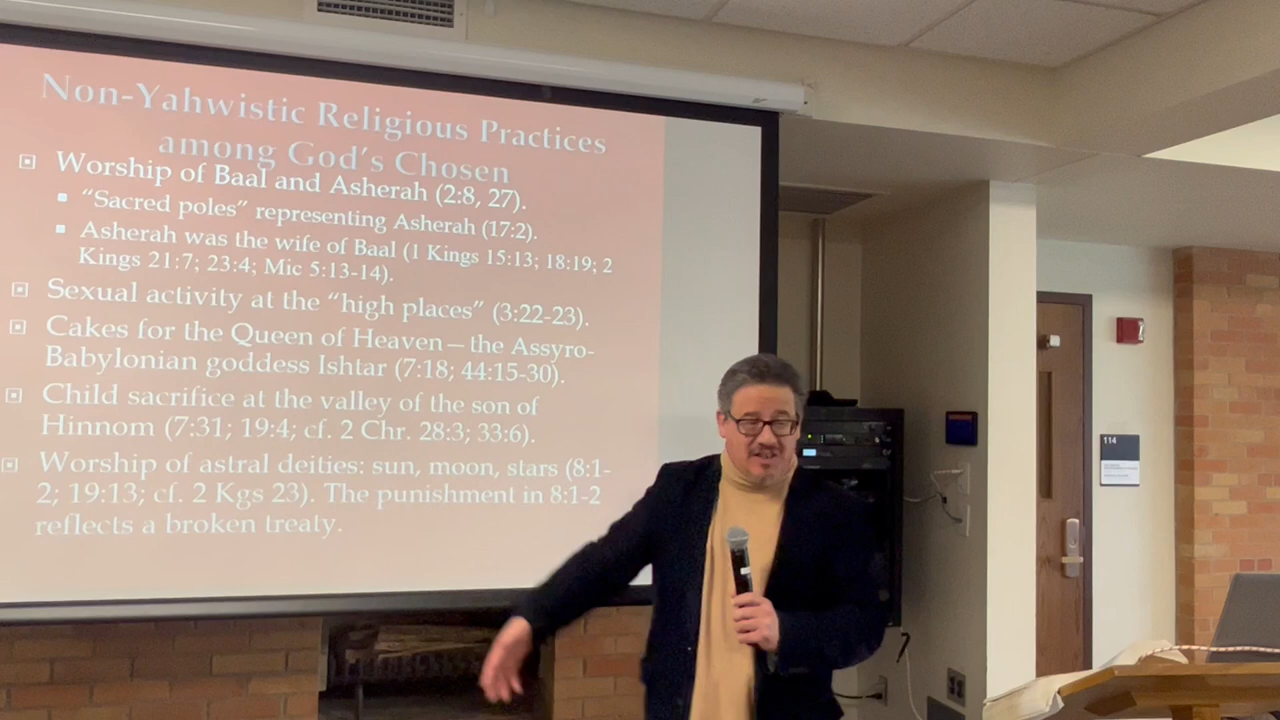 Non-Yahwistic Religious Practices
among God's Chosen
Worship of Baal and Asherah (2:8, 27).
"Sacred poles" representing Asherah (17:2).
Asherah was the wife of Baal (1 Kings 15:13; 18:19; 2
Kings 21:7; 23:4; Mic 5:13-14).
Sexual activity at the "high places" (3:22-23).
Cakes for the Queen of Heaven—the Assyro-
Babylonian goddess Ishtar (7:18; 44:15-30).
Child sacrifice at the valley of the son of
Hinnom (7:31; 19:4; cf. 2 Chr. 28:3; 33:6).
Worship of astral deities: sun, moon, stars (8:1-
2; 19:13; cf. 2 Kgs 23). The punishment in 8:1-2
reflects a broken treaty.
114